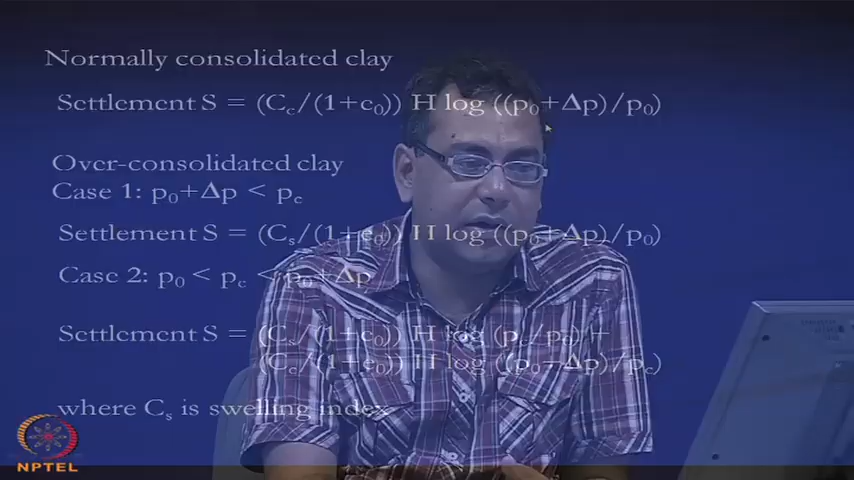 Normally consolidated clay
Settlement S = (Cc/(1+e0)) H log ((p0+Δp)/p0)
Over-consolidated clay
Case 1: p0+Δp < pc
Settlement S = (Cs/(1+e0)) H log ((p0+Δp)/p0)
Case 2: p0 < pc < p0+Δp
Settlement S = (Cs/(1+e0)) H log (pc/p0) +
(Cc/(1+e0)) H log ((p0+Δp)/pc)
where Cs is swelling index
NPTEL